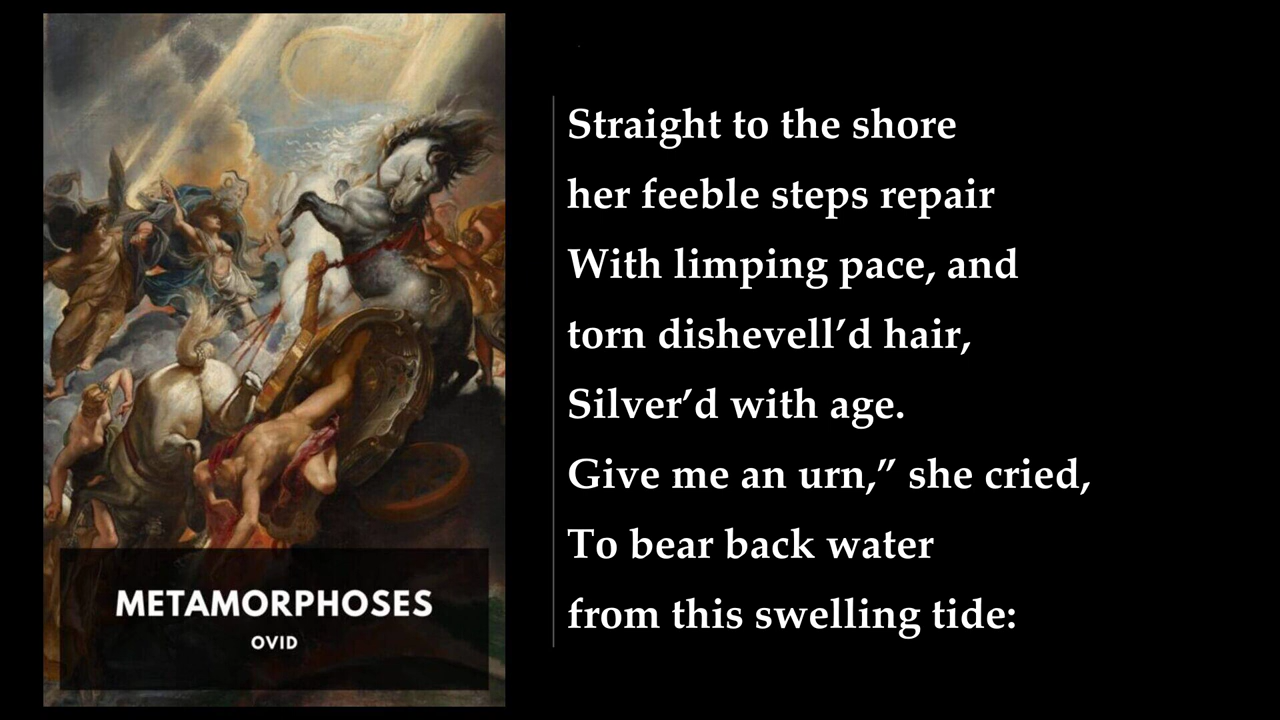 METAMORPHOSES
OVID
Straight to the shore
her feeble steps repair
With limping pace, and
torn dishevell’d hair,
Silver’d with age.
Give me an urn,” she cried,
To bear back water
from this swelling tide: